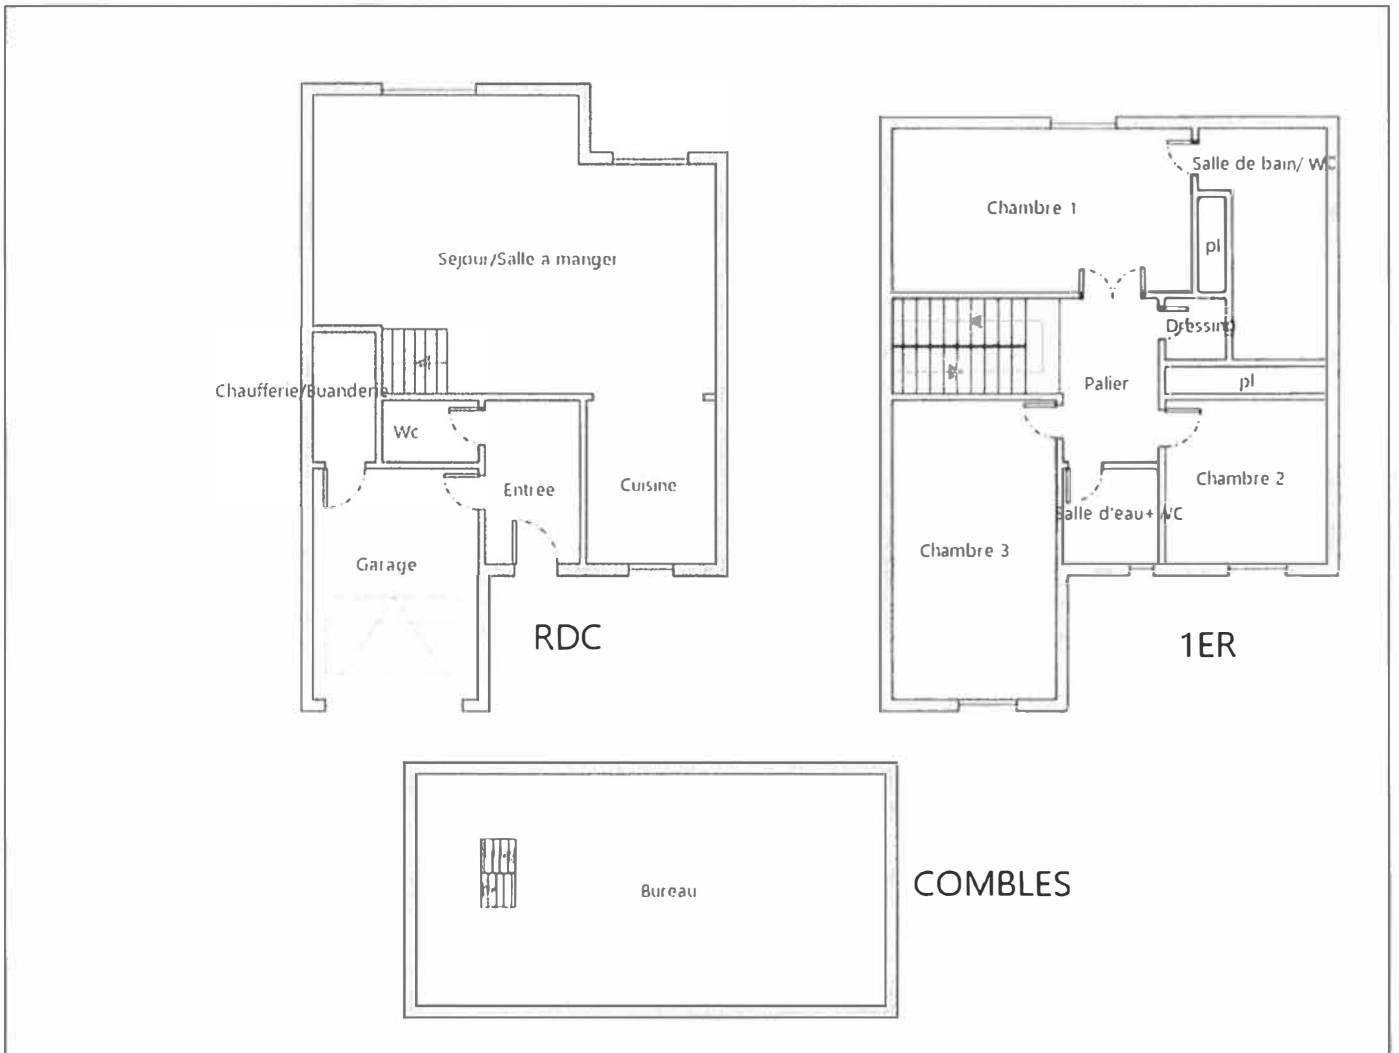 Séjour/Salle à manger
Chaufferie/Buanderie
Wc
Entrée
Cuisine
Garage
RDC
Salle de bain/ WC
Chambre 1
pl
Dressing
Palier
pl
Chambre 2
Salle d'eau+WC
Chambre 3
1ER
Bureau
COMBLES